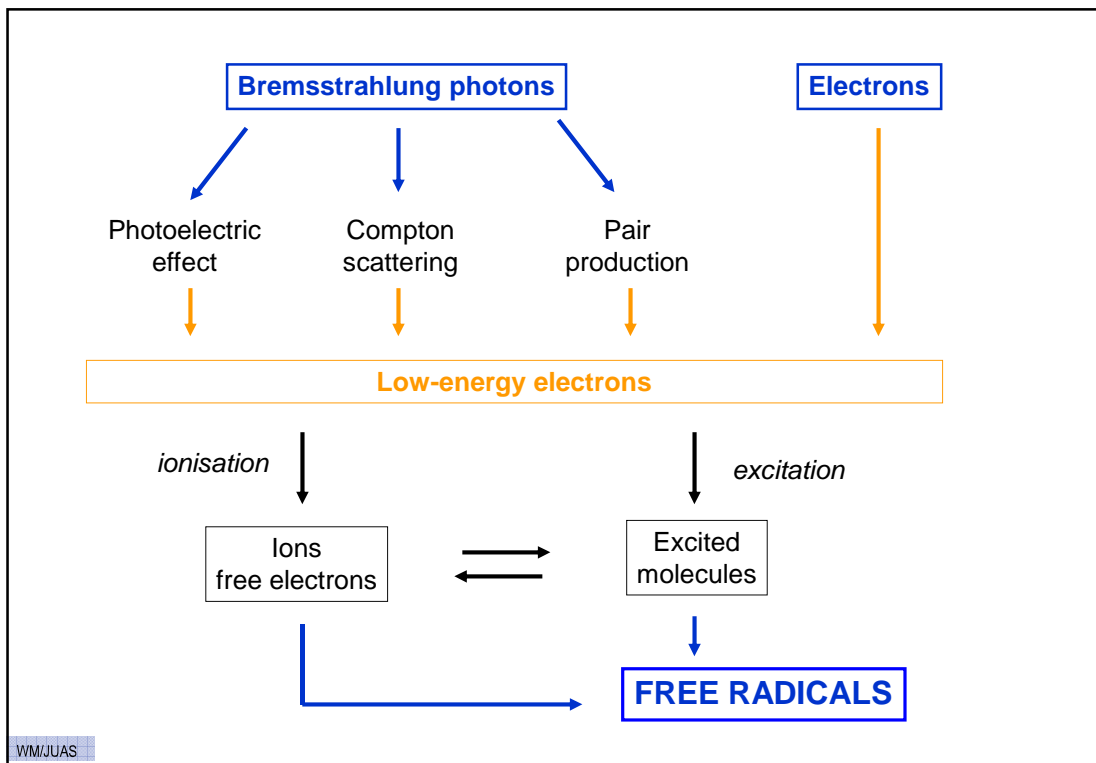 Bremsstrahlung photons
Electrons
Photoelectric
effect
Compton
scattering
Pair
production
Low-energy electrons
ionisation
excitation
Ions
free electrons
Excited
molecules
FREE RADICALS
WM/JUAS